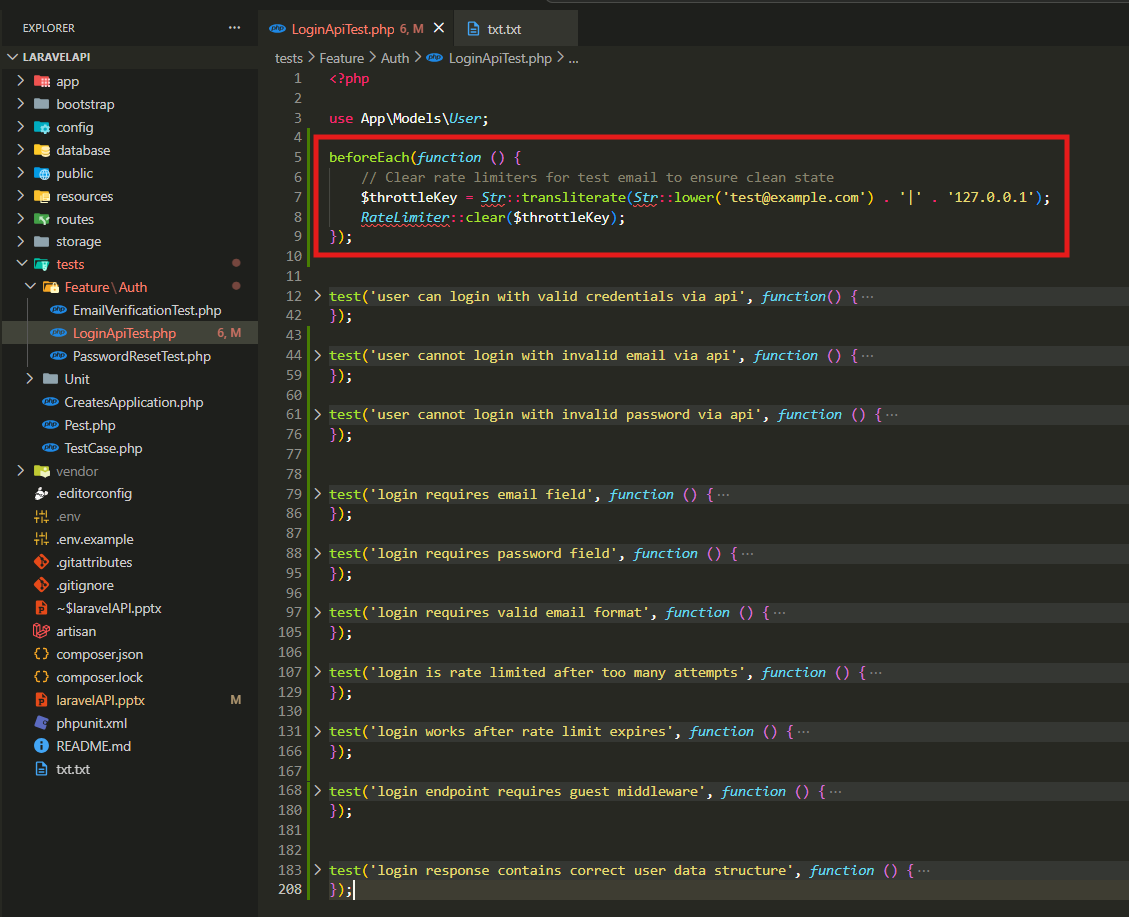 EXPLORER
...
LoginApiTest.php 6, M
txt.txt
LARAVELAPI
tests > Feature > Auth > LoginApiTest.php > ...
app
bootstrap
config
database
public
resources
routes
storage
tests
Feature\Auth
EmailVerificationTest.php
LoginApiTest.php 6, M
PasswordResetTest.php
Unit
CreatesApplication.php
Pest.php
TestCase.php
vendor
.editorconfig
.env
.env.example
.gitattributes
.gitignore
~$laravelAPI.pptx
artisan
composer.json
composer.lock
laravelAPI.pptx M
phpunit.xml
README.md
txt.txt
1 <?php
2
3 use App\Models\User;
4
5 beforeEach(function () {
6 // Clear rate limiters for test email to ensure clean state
7 $throttleKey = Str::transliterate(Str::lower('test@example.com') . '|' . '127.0.0.1');
8 RateLimiter::clear($throttleKey);
9 });
10
11
12 test('user can login with valid credentials via api', function() { ...
42 });
43
44 test('user cannot login with invalid email via api', function () { ...
59 });
60
61 test('user cannot login with invalid password via api', function () { ...
76 });
77
78
79 test('login requires email field', function () { ...
86 });
87
88 test('login requires password field', function () { ...
95 });
96
97 test('login requires valid email format', function () { ...
105 });
106
107 test('login is rate limited after too many attempts', function () { ...
129 });
130
131 test('login works after rate limit expires', function () { ...
166 });
167
168 test('login endpoint requires guest middleware', function () { ...
180 });
181
182
183 test('login response contains correct user data structure', function () { ...
208 });